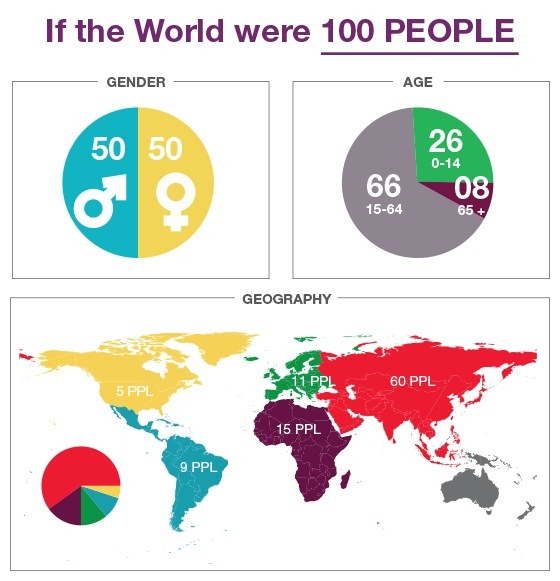 If the World were 100 PEOPLE
GENDER
50 50
AGE
26
0-14
66
15-64
08
65 +
GEOGRAPHY
5 PPL
11 PPL
60 PPL
15 PPL
9 PPL